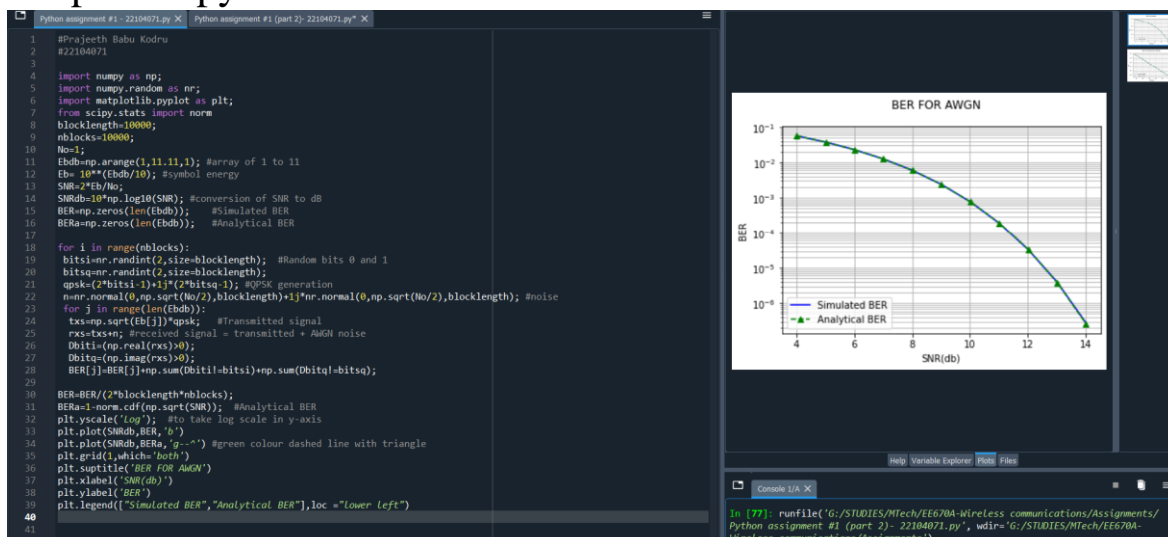 Python assignment #1 - 22104071.py X Python assignment #1 (part 2)- 22104071.py* X
1 #Prajeeth Babu Kodru
2 #22104071
3
4 import numpy as np;
5 import numpy.random as nr;
6 import matplotlib.pyplot as plt;
7 from scipy.stats import norm
8 blocklength=10000;
9 nblocks=10000;
10 No=1;
11 Ebdb=np.arange(1,11.11,1); #array of 1 to 11
12 Eb= 10**(Ebdb/10); #symbol energy
13 SNR=2*Eb/No;
14 SNRdb=10*np.log10(SNR); #conversion of SNR to dB
15 BER=np.zeros(len(Ebdb)); #Simulated BER
16 BERa=np.zeros(len(Ebdb)); #Analytical BER
17
18 for i in range(nblocks):
19 bitsi=nr.randint(2,size=blocklength); #Random bits 0 and 1
20 bitsq=nr.randint(2,size=blocklength);
21 qpsk=(2*bitsi-1)+1j*(2*bitsq-1); #QPSK generation
22 n=nr.normal(0,np.sqrt(No/2),blocklength)+1j*nr.normal(0,np.sqrt(No/2),blocklength); #noise
23 for j in range(len(Ebdb)):
24 txs=np.sqrt(Eb[j])*qpsk; #Transmitted signal
25 rxs=txs+n; #received signal = transmitted + AWGN noise
26 Dbiti=(np.real(rxs)>0);
27 Dbitq=(np.imag(rxs)>0);
28 BER[j]=BER[j]+np.sum(Dbiti!=bitsi)+np.sum(Dbitq!=bitsq);
29
30 BER=BER/(2*blocklength*nblocks);
31 BERa=1-norm.cdf(np.sqrt(SNR)); #Analytical BER
32 plt.yscale('Log'); #to take log scale in y-axis
33 plt.plot(SNRdb,BER,'b')
34 plt.plot(SNRdb,BERa,'g--^') #green colour dashed line with triangle
35 plt.grid(1,which='both')
36 plt.suptitle('BER FOR AWGN')
37 plt.xlabel('SNR(db)')
38 plt.ylabel('BER')
39 plt.legend(["Simulated BER","Analytical BER"],loc ="lower left")
40
41
BER FOR AWGN
10⁻¹
10⁻²
10⁻³
10⁻⁴
10⁻⁵
10⁻⁶
BER
Simulated BER
Analytical BER
4 6 8 10 12 14
SNR(db)
Help Variable Explorer Plots Files
Console 1/A X
In [77]: runfile('G:/STUDIES/MTech/EE670A-Wireless communications/Assignments/
Python assignment #1 (part 2)- 22104071.py', wdir='G:/STUDIES/MTech/EE670A-